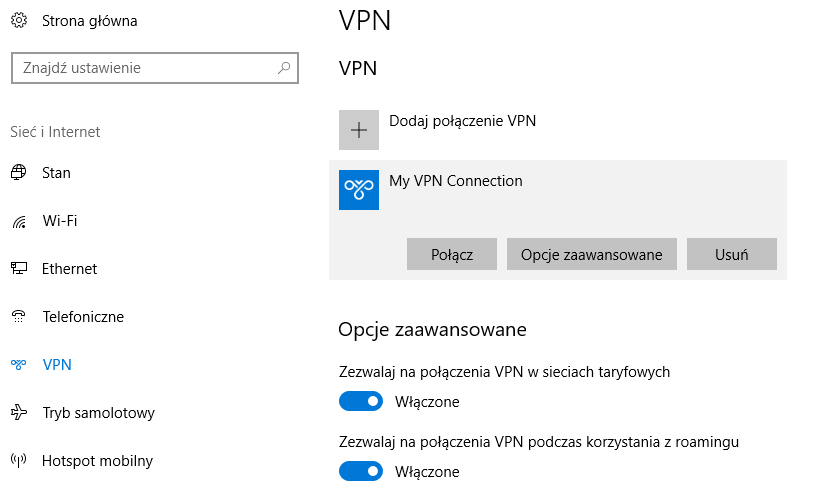 Strona główna
Znajdź ustawienie
Sieć i Internet
Stan
Wi-Fi
Ethernet
Telefoniczne
VPN
Tryb samolotowy
Hotspot mobilny
VPN
VPN
Dodaj połączenie VPN
My VPN Connection
Połącz
Opcje zaawansowane
Usuń
Opcje zaawansowane
Zezwalaj na połączenia VPN w sieciach taryfowych
Włączone
Zezwalaj na połączenia VPN podczas korzystania z roamingu
Włączone